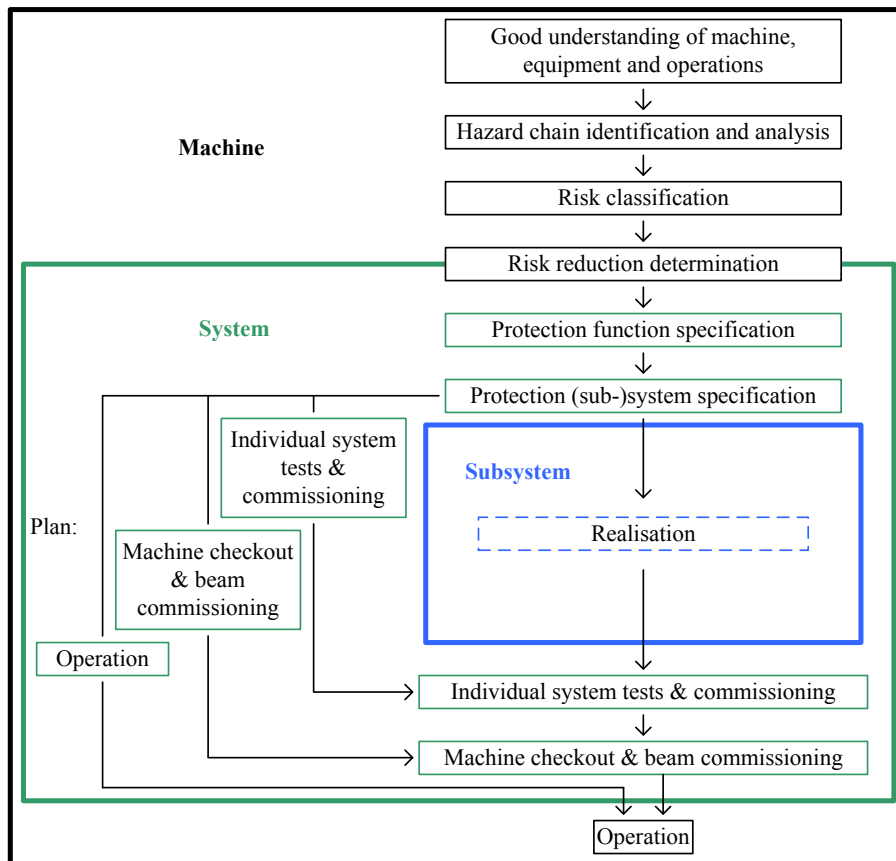 Good understanding of machine,
equipment and operations
Hazard chain identification and analysis
Machine
Risk classification
Risk reduction determination
System
Protection function specification
Protection (sub-)system specification
Individual system
tests &
commissioning
Subsystem
Plan:
Realisation
Machine checkout
& beam
commissioning
Operation
Individual system tests & commissioning
Machine checkout & beam commissioning
Operation